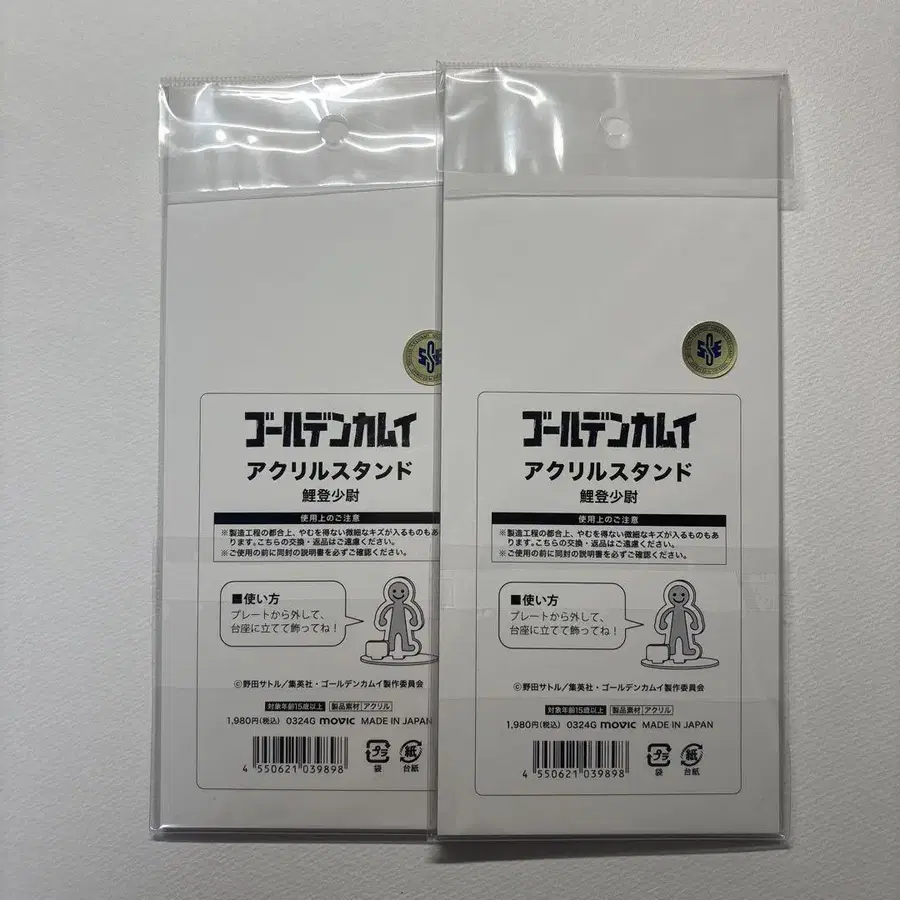 ゴールデンカムイ
アクリルスタンド
鯉登少尉
使用上のご注意
※製造工程の都合上、やむを得ない微細なキズが入るものもあ
ります。こちらの交換・返品はご遠慮ください。
※ご使用の前に同封の説明書を必ずご確認ください。
■使い方
プレートから外して、
台座に立てて飾ってね!
©野田サトル/集英社・ゴールデンカムイ製作委員会
対象年齢15歳以上 製品素材 アクリル
1,980円(税込) 0324G movic MADE IN JAPAN
4 550621 039898
プラ
袋
紙
台紙
SSE
ゴールデンカムイ
アクリルスタンド
鯉登少尉
使用上のご注意
※製造工程の都合上、やむを得ない微細なキズが入るものもあ
ります。こちらの交換・返品はご遠慮ください。
※ご使用の前に同封の説明書を必ずご確認ください。
■使い方
プレートから外して、
台座に立てて飾ってね!
©野田サトル/集英社・ゴールデンカムイ製作委員会
対象年齢15歳以上 製品素材 アクリル
1,980円(税込) 0324G movic MADE IN JAPAN
4 550621 039898
プラ
袋
紙
台紙